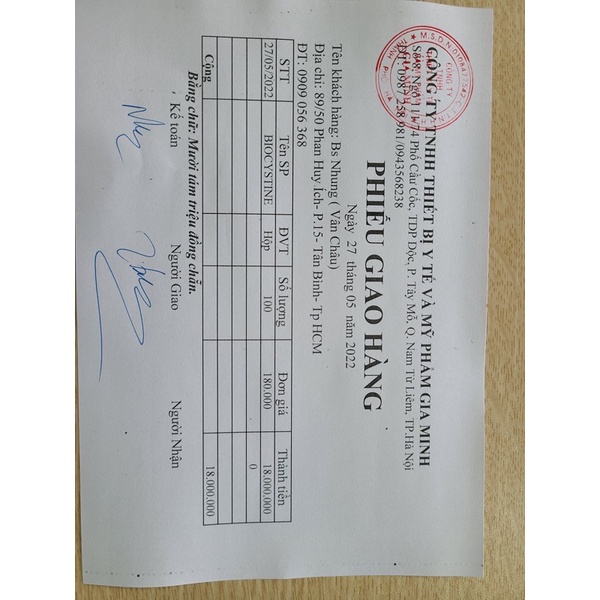 CÔNG TY TNHH THIẾT BỊ Y TẾ VÀ MỸ PHẨM GIA MINH
Số 8, Ngõ 11/74 Phố Cầu Cốc, TDP Dộc, P. Tây Mỗ, Q. Nam Từ Liêm, TP.Hà Nội
ĐT: 0987 258 981/0943568238
PHIẾU GIAO HÀNG
Ngày 27 tháng 05 năm 2022
Tên khách hàng: Bs Nhung ( Vân Châu)
Địa chỉ: 89/50 Phan Huy Ích- P.15- Tân Bình- Tp HCM
ĐT: 0909 056 368
STT Tên SP ĐVT Số lượng Đơn giá Thành tiền
27/05/2022 BIOCYSTINE Hộp 100 180.000 18.000.000
0
Cộng 18.000.000
Bằng chữ: Mười tám triệu đồng chẵn.
Kế toán Người Giao Người Nhận